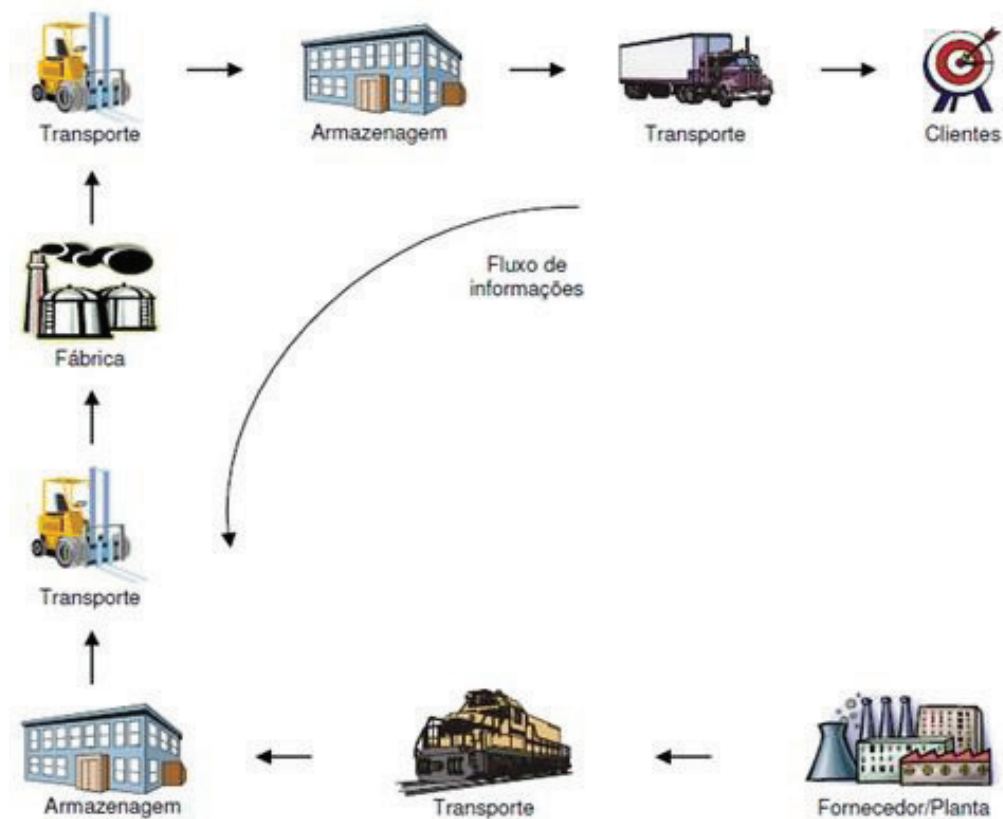 Transporte
Armazenagem
Transporte
Clientes
Fluxo de
informações
Fábrica
Transporte
Armazenagem
Transporte
Fornecedor/Planta